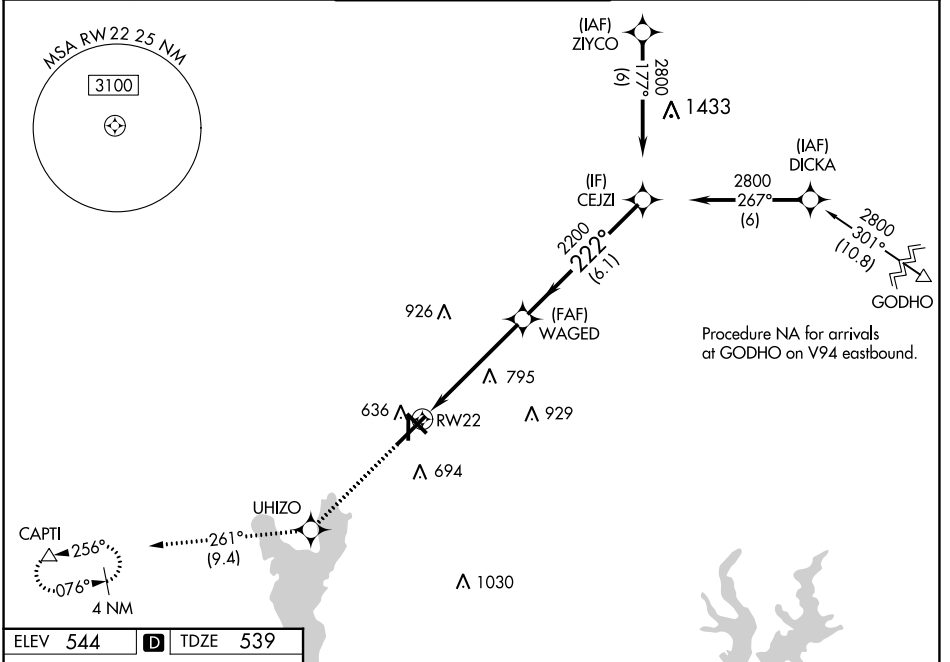 MSA RW22 25 NM
3100
(IAF)
ZIYCO
2800
177°
(6)
1433
(IAF)
DICKA
(IF)
CEJZI
2800
267°
(6)
2800
301°
(10.8)
GODHO
2200
222°
(6.1)
926
(FAF)
WAGED
Procedure NA for arrivals
at GODHO on V94 eastbound.
795
636
RW22
929
694
UHIZO
CAPTI
256°
261°
(9.4)
076°
4 NM
1030
ELEV 544 D TDZE 539